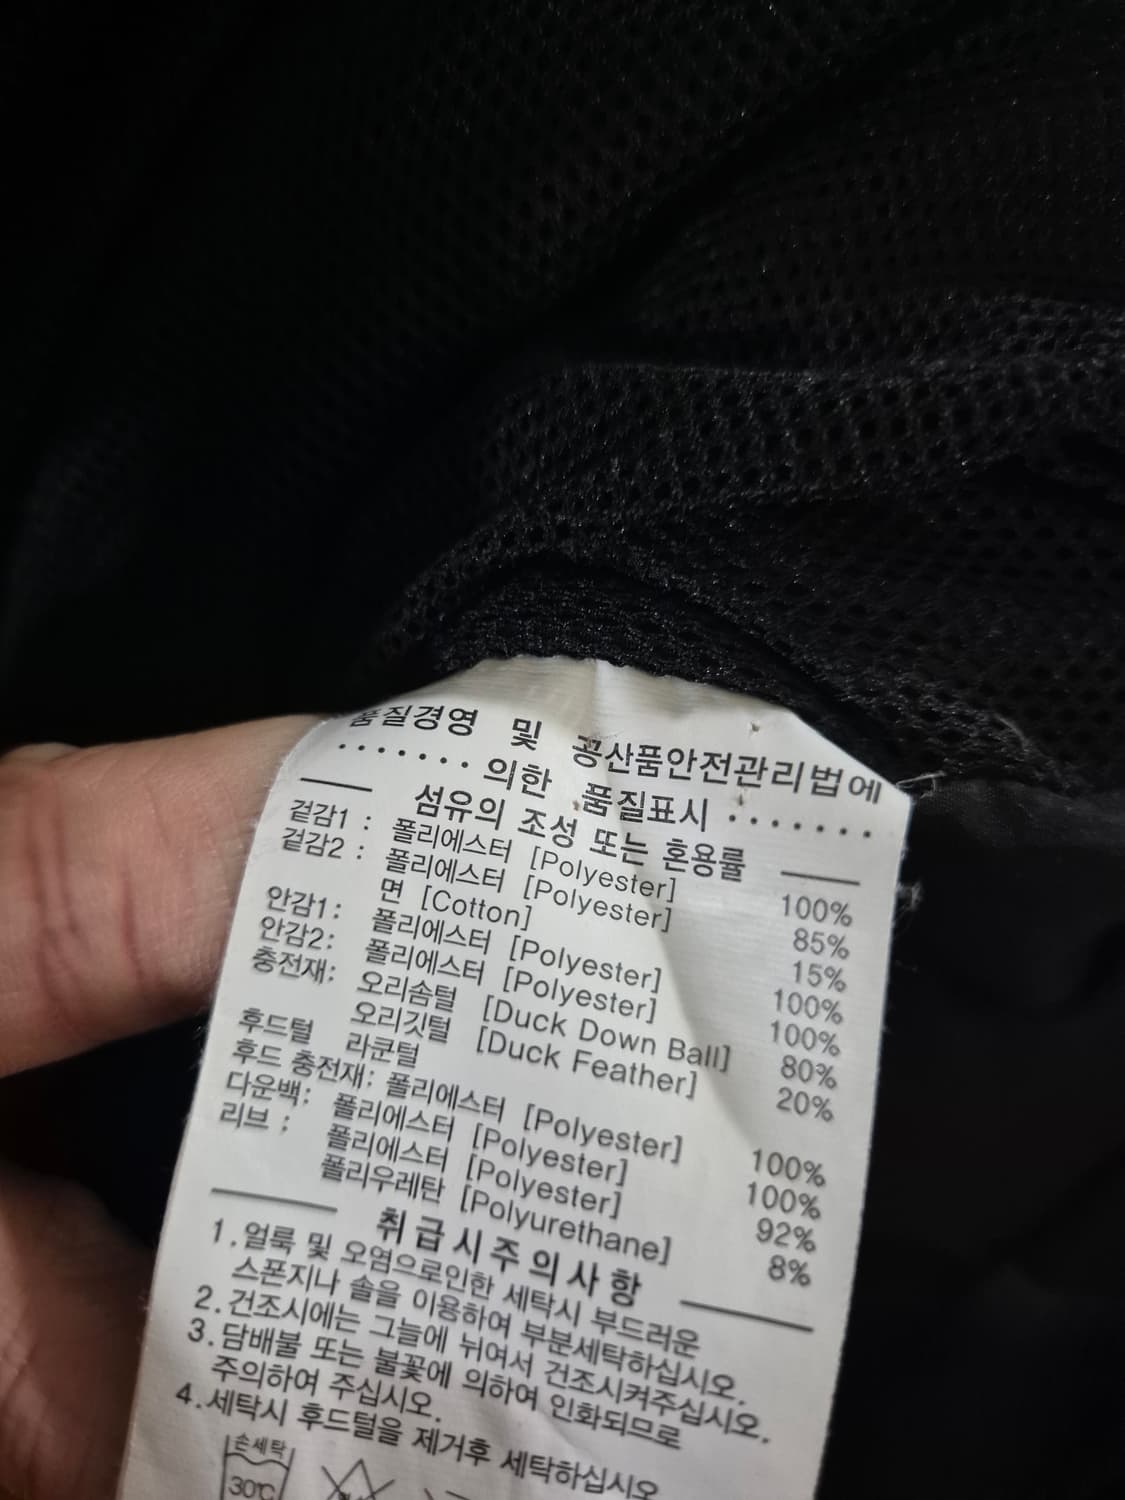 품질경영 및 공산품안전관리법에
······· 의한 품질표시 ·······
섬유의 조성 또는 혼용률
겉감1 : 폴리에스터 [Polyester] 100%
겉감2 : 폴리에스터 [Polyester] 85%
면 [Cotton] 15%
안감1: 폴리에스터 [Polyester] 100%
안감2: 폴리에스터 [Polyester] 100%
충전재: 오리솜털 [Duck Down Ball] 80%
오리깃털 [Duck Feather] 20%
후드털 라쿤털
후드 충전재: 폴리에스터 [Polyester] 100%
다운백: 폴리에스터 [Polyester] 100%
리브 : 폴리에스터 [Polyester] 92%
폴리우레탄 [Polyurethane] 8%
취급시주의사항
1.얼룩 및 오염으로인한 세탁시 부드러운
스폰지나 솔을 이용하여 부분세탁하십시오.
2.건조시에는 그늘에 뉘여서 건조시켜주십시오.
3.담배불 또는 불꽃에 의하여 인화되므로
주의하여 주십시오.
4.세탁시 후드털을 제거후 세탁하십시오
손세탁
30℃